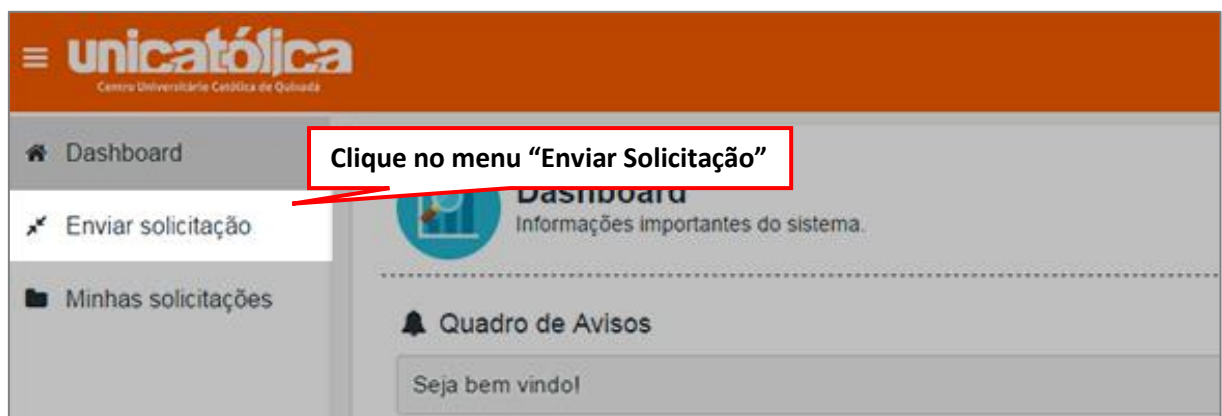 unicatólica
Centro Universitário Católica de Quixadá
Dashboard
Clique no menu “Enviar Solicitação”
Dashboard
Informações importantes do sistema.
Enviar solicitação
Minhas solicitações
Quadro de Avisos
Seja bem vindo!